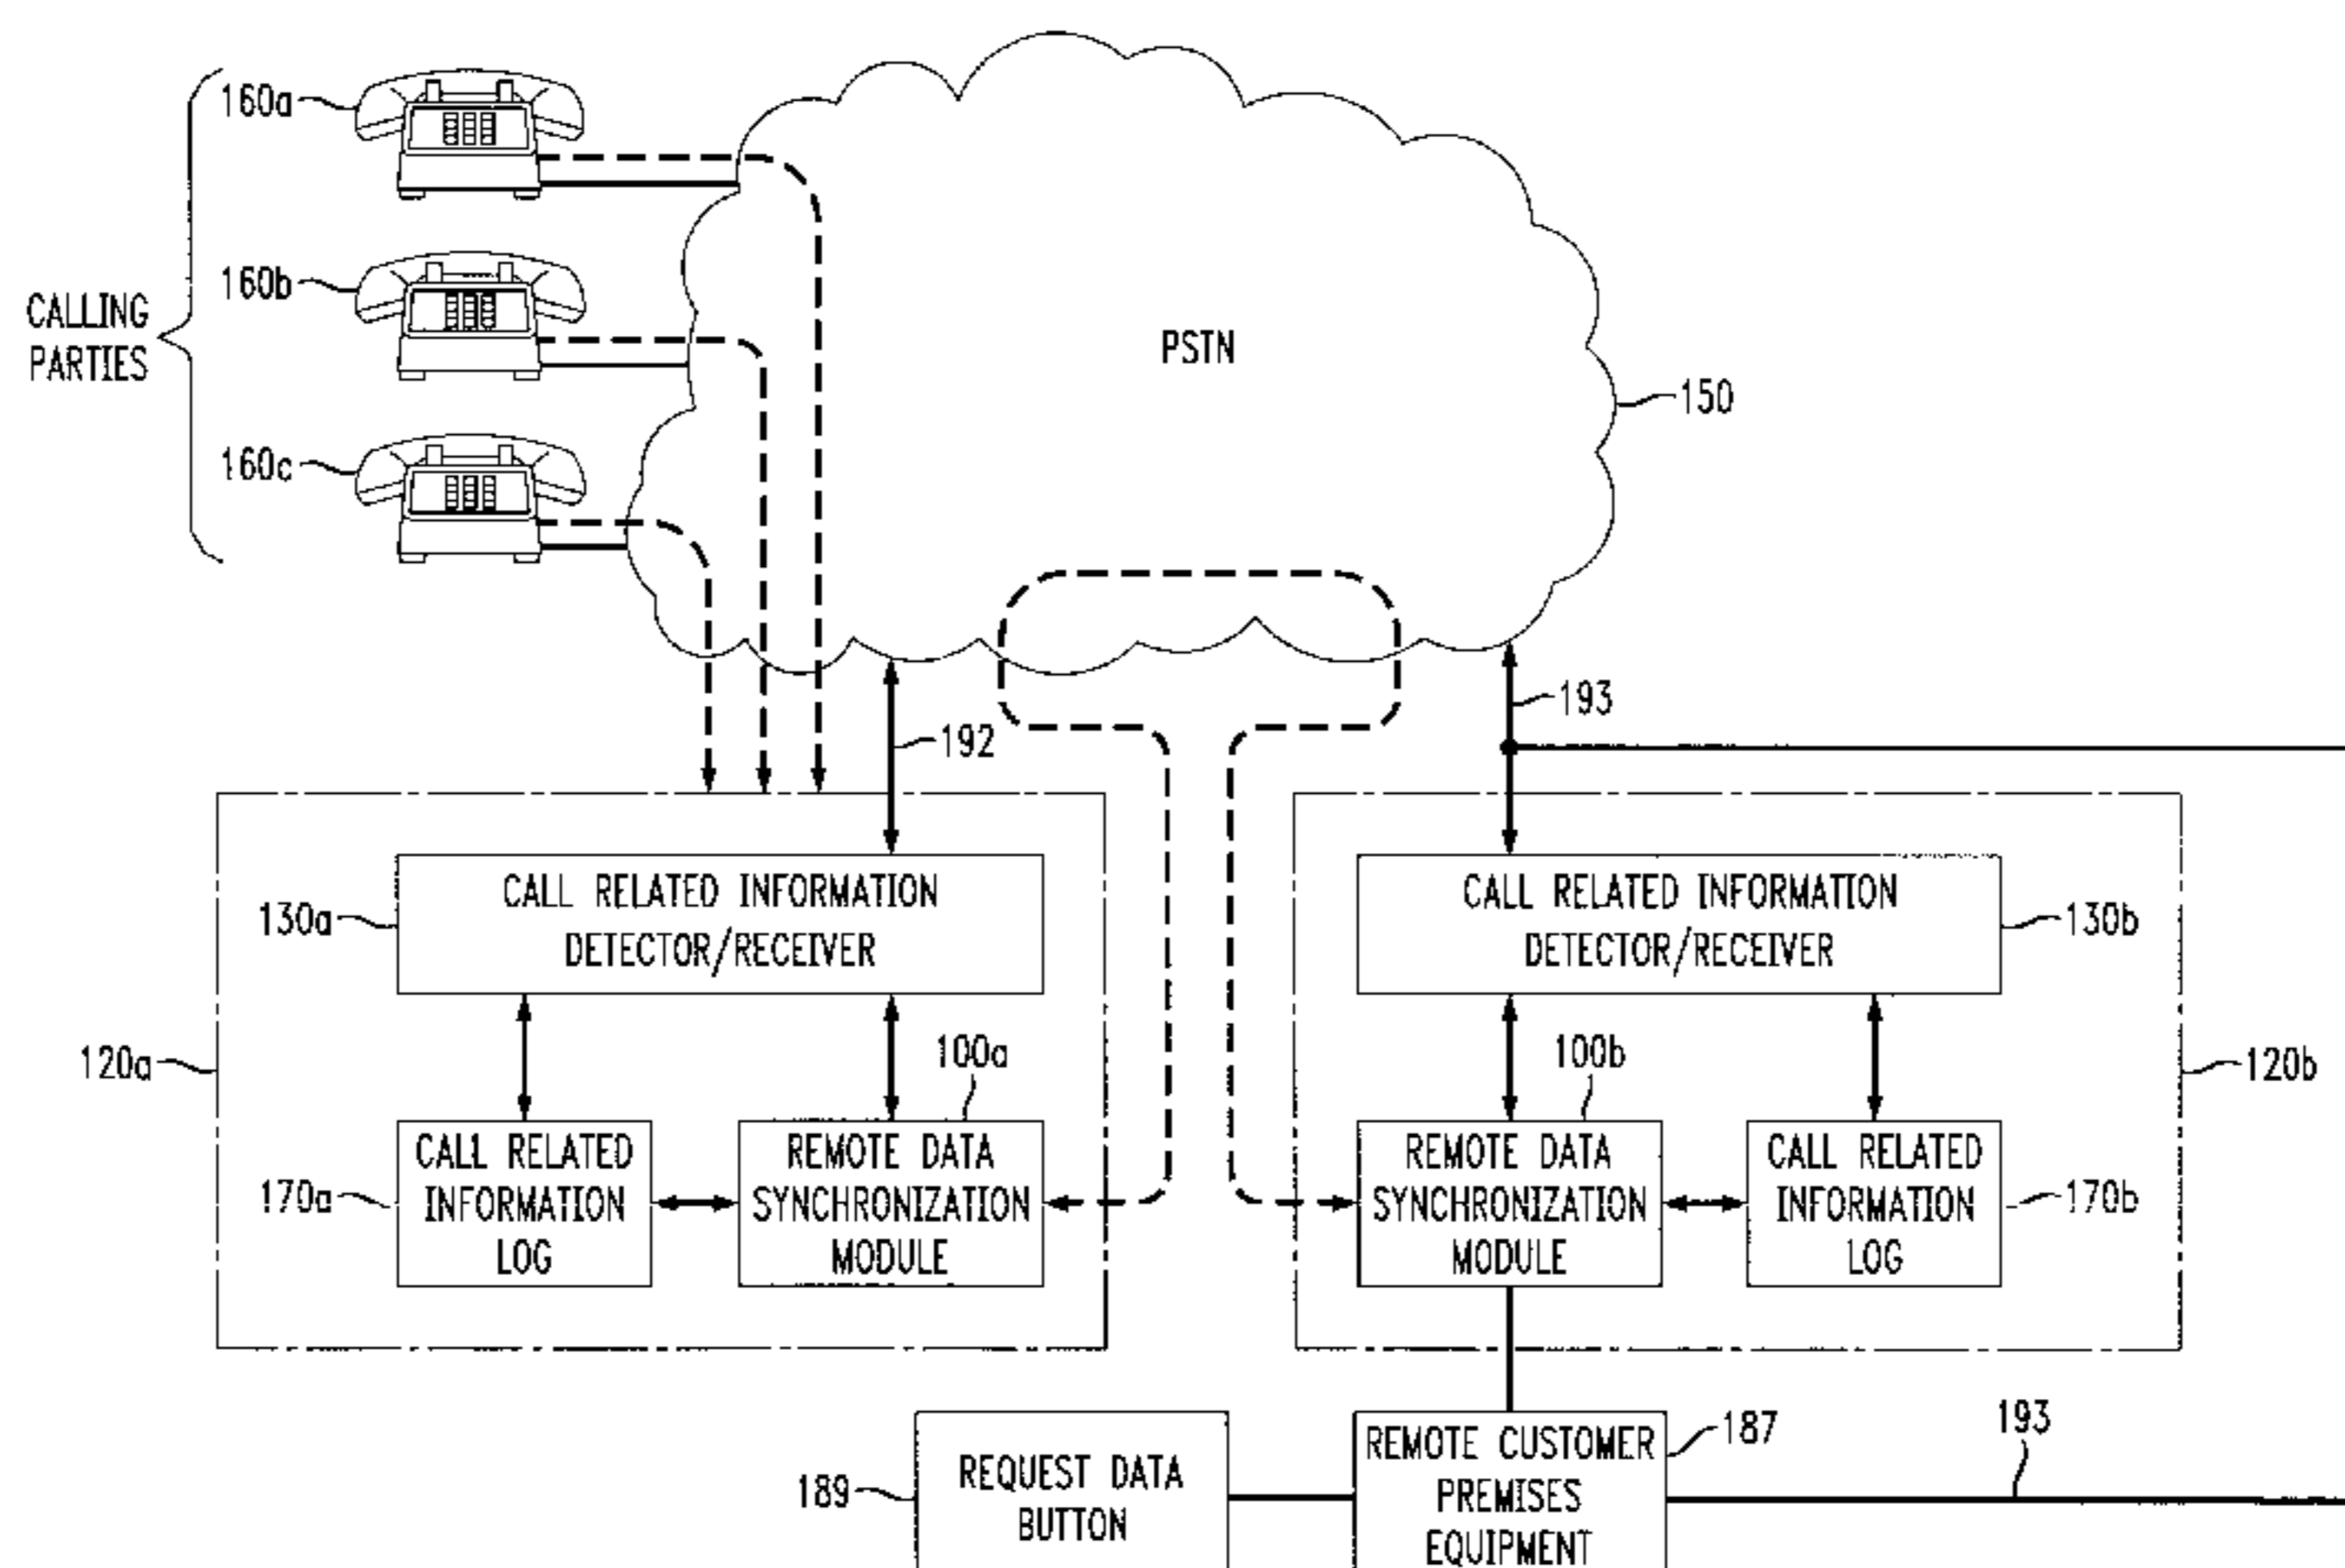 160a
160b
CALLING
PARTIES
160c
PSTN
150
192
193
CALL RELATED INFORMATION
DETECTOR/RECEIVER
130a
CALL RELATED INFORMATION
DETECTOR/RECEIVER
130b
120a
100a
100b
120b
CALL RELATED
INFORMATION
LOG
170a
REMOTE DATA
SYNCHRONIZATION
MODULE
REMOTE DATA
SYNCHRONIZATION
MODULE
CALL RELATED
INFORMATION
LOG
170b
189
REQUEST DATA
BUTTON
REMOTE CUSTOMER
PREMISES
EQUIPMENT
187
193